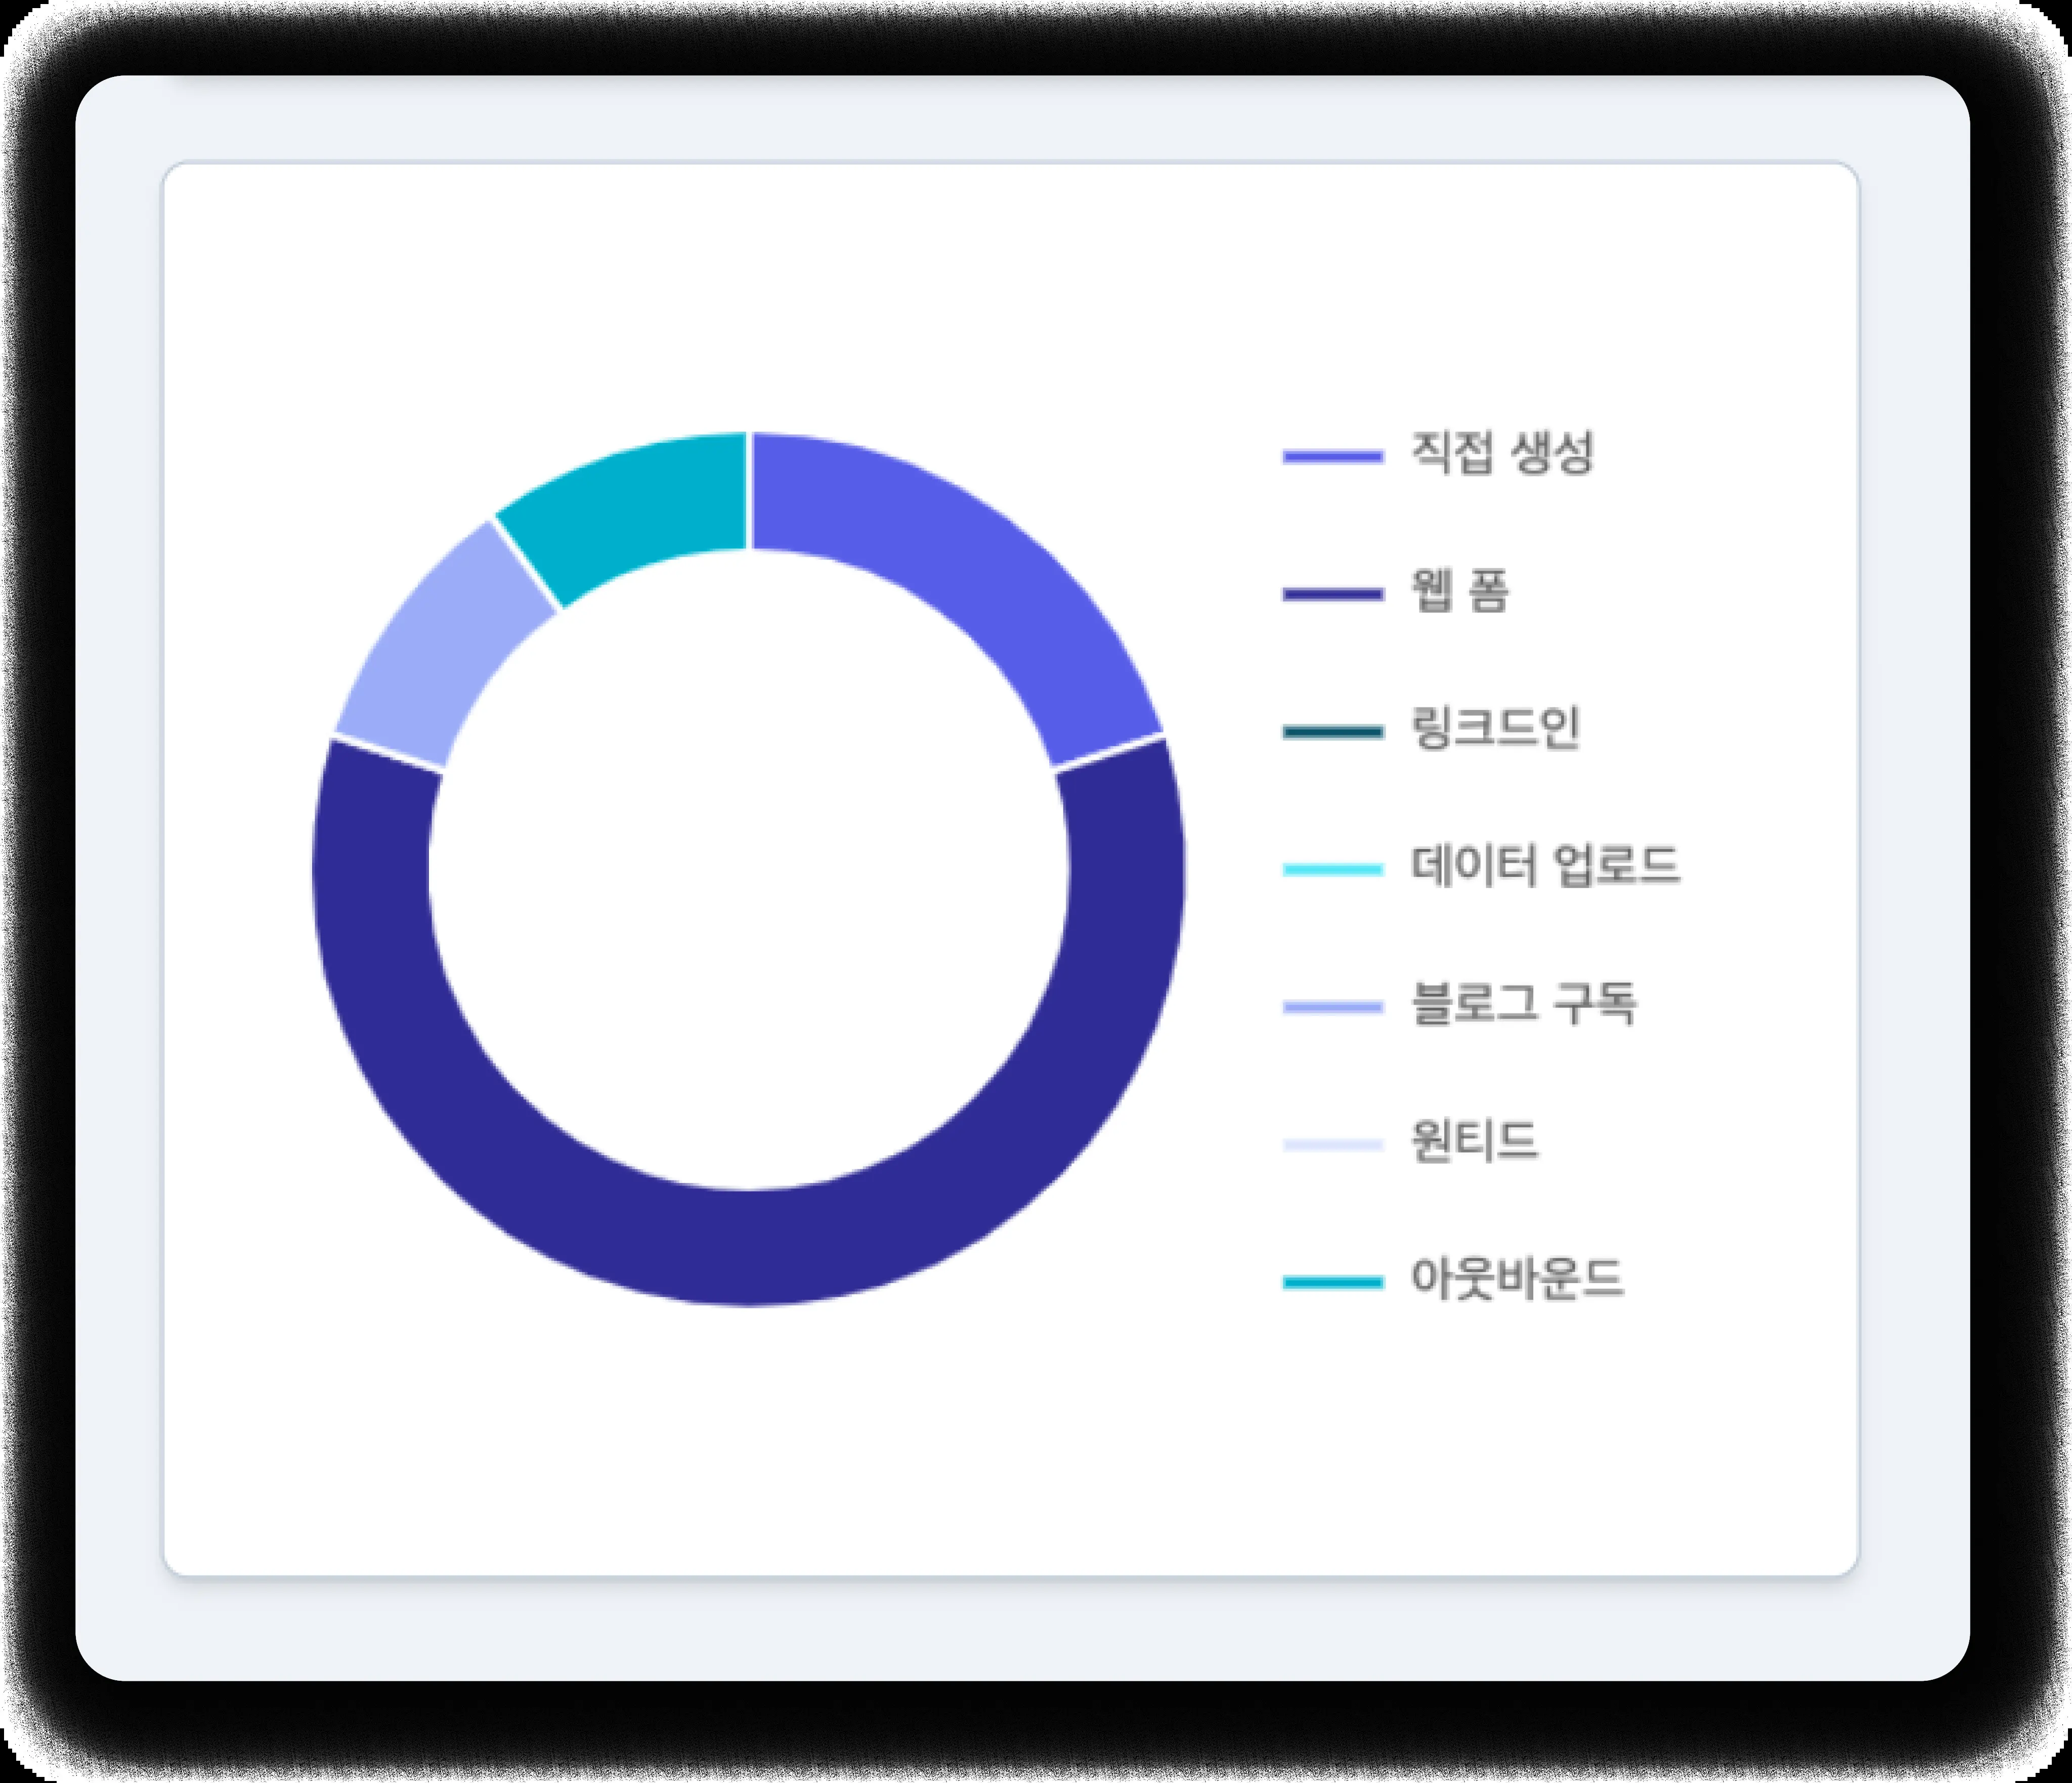 직접 생성
웹 폼
링크드인
데이터 업로드
블로그 구독
원티드
아웃바운드